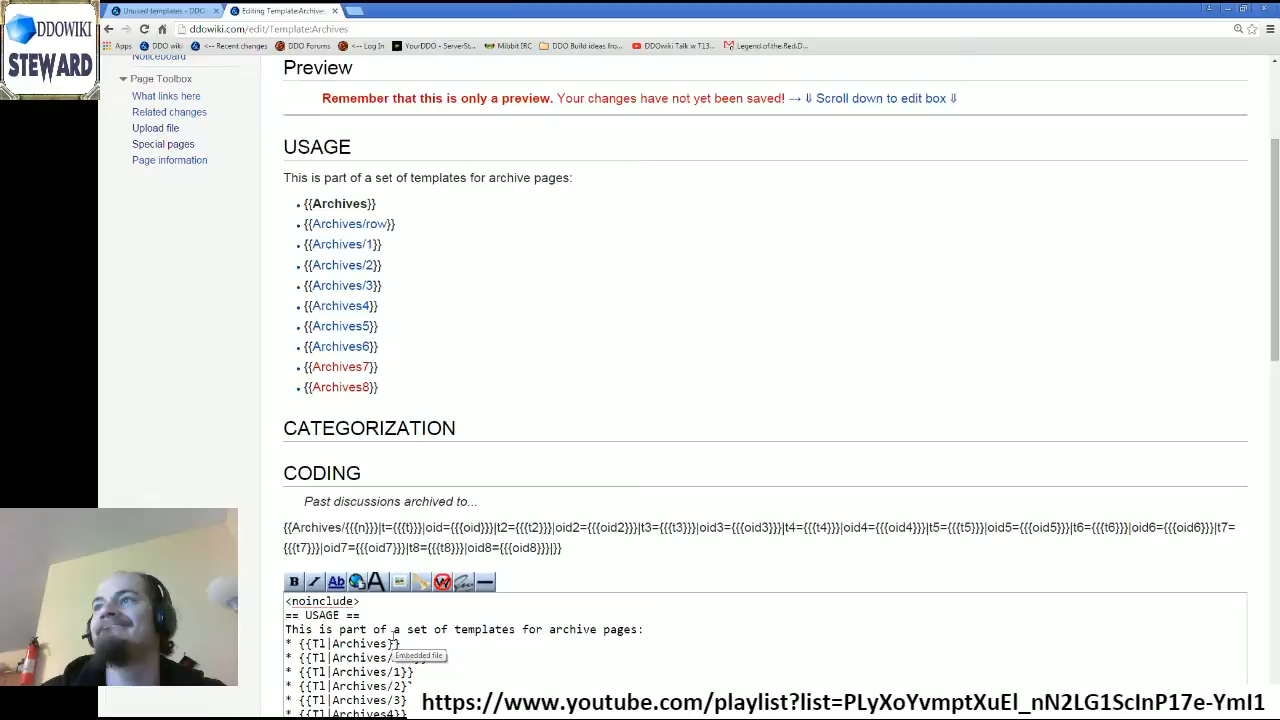 DDOWIKI
STEWARD
Unused templates - DDO
Editing Template:Archives
ddowiki.com/edit/Template:Archives
Apps DDO wiki <-- Recent changes DDO Forums <-- Log In YourDDO -- ServerSt... Mibbit IRC DDO Build ideas fro... DDOwiki Talk w T13... Legend.of.the.Red...
Noticeboard
Page Toolbox
What links here
Related changes
Upload file
Special pages
Page information
Preview
Remember that this is only a preview. Your changes have not yet been saved! → ⇓ Scroll down to edit box ⇓
USAGE
This is part of a set of templates for archive pages:
• {{Archives}}
• {{Archives/row}}
• {{Archives/1}}
• {{Archives/2}}
• {{Archives/3}}
• {{Archives4}}
• {{Archives5}}
• {{Archives6}}
• {{Archives7}}
• {{Archives8}}
CATEGORIZATION
CODING
Past discussions archived to...
{{Archives/{{{n}}}|t={{{t}}}|oid={{{oid}}}|t2={{{t2}}}|oid2={{{oid2}}}|t3={{{t3}}}|oid3={{{oid3}}}|t4={{{t4}}}|oid4={{{oid4}}}|t5={{{t5}}}|oid5={{{oid5}}}|t6={{{t6}}}|oid6={{{oid6}}}|t7=
{{{t7}}}|oid7={{{oid7}}}|t8={{{t8}}}|oid8={{{oid8}}}|}}
B I Ab A W
<noinclude>
== USAGE ==
This is part of a set of templates for archive pages:
* {{Tl|Archives}}
Embedded file
* {{Tl|Archives/
* {{Tl|Archives/1}}
* {{Tl|Archives/2}`
* {{Tl|Archives/3}
* {{Tl|Archives4}}
https://www.youtube.com/playlist?list=PLyXoYvmptXuEl_nN2LG1ScInP17e-YmI1